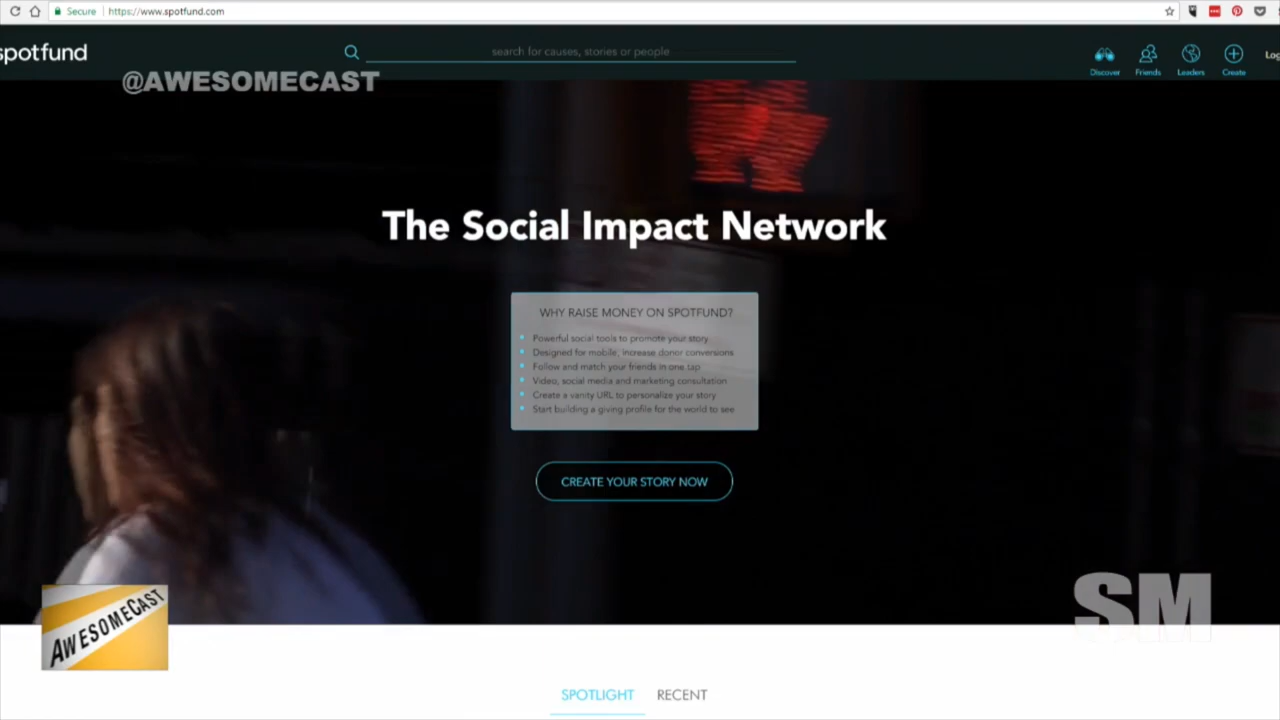 Secure https://www.spotfund.com
spotfund
search for causes, stories or people
Discover
Friends
Leaders
Create
Log
@AWESOMECAST
The Social Impact Network
WHY RAISE MONEY ON SPOTFUND?
Powerful social tools to promote your story
Designed for mobile, increase donor conversions
Follow and match your friends in one tap
Video, social media and marketing consultation
Create a vanity URL to personalize your story
Start building a giving profile for the world to see
CREATE YOUR STORY NOW
AWESOMECAST
SM
SPOTLIGHT
RECENT